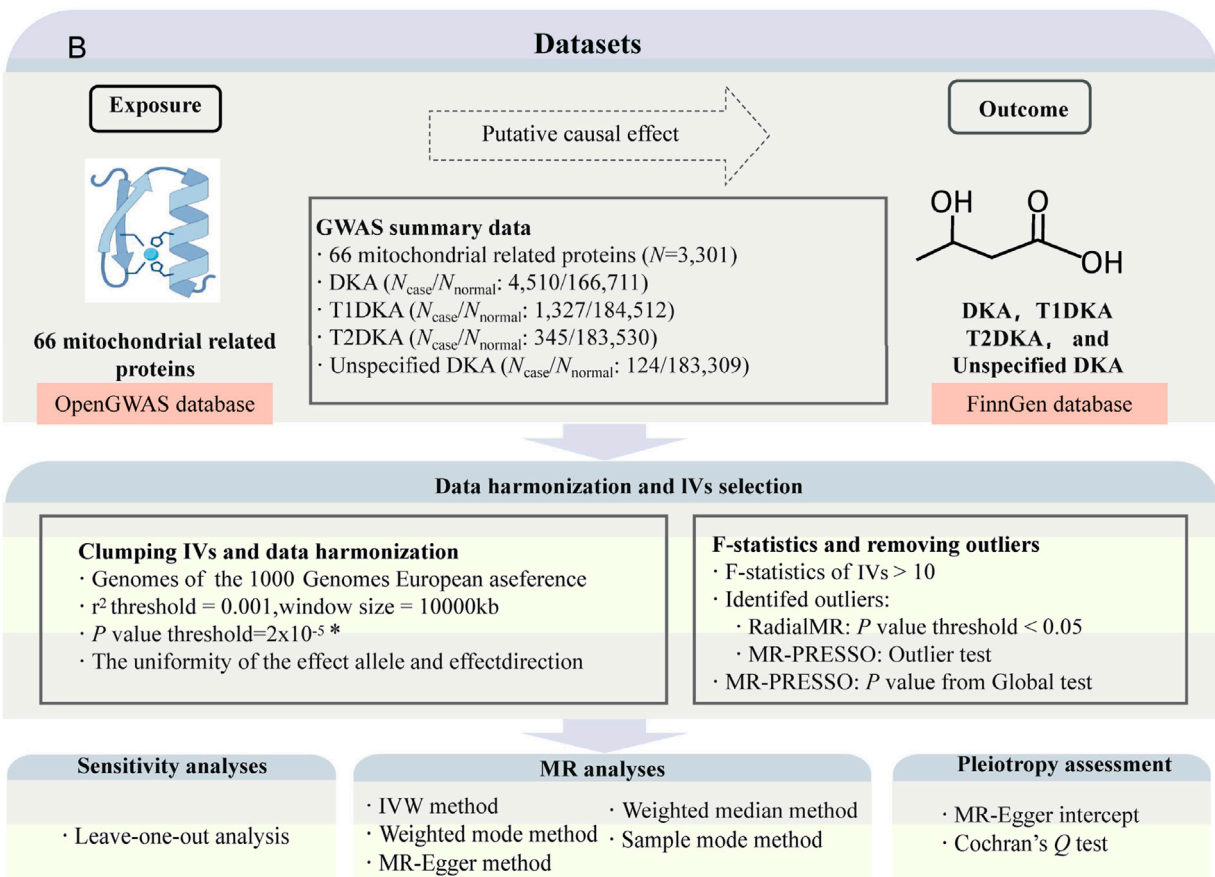 B
Datasets
Exposure
Putative causal effect
Outcome
GWAS summary data
· 66 mitochondrial related proteins (N=3,301)
· DKA (Ncase/Nnormal: 4,510/166,711)
· T1DKA (Ncase/Nnormal: 1,327/184,512)
· T2DKA (Ncase/Nnormal: 345/183,530)
· Unspecified DKA (Ncase/Nnormal: 124/183,309)
66 mitochondrial related
proteins
OpenGWAS database
OH
O
OH
DKA，T1DKA
T2DKA，and
Unspecified DKA
FinnGen database
Data harmonization and IVs selection
Clumping IVs and data harmonization
· Genomes of the 1000 Genomes European aseference
· r² threshold = 0.001,window size = 10000kb
· P value threshold=2x10⁻⁵ *
· The uniformity of the effect allele and effectdirection
F-statistics and removing outliers
· F-statistics of IVs > 10
· Identifed outliers:
· RadialMR: P value threshold < 0.05
· MR-PRESSO: Outlier test
· MR-PRESSO: P value from Global test
Sensitivity analyses
· Leave-one-out analysis
MR analyses
· IVW method
· Weighted mode method
· MR-Egger method
· Weighted median method
· Sample mode method
Pleiotropy assessment
· MR-Egger intercept
· Cochran’s Q test